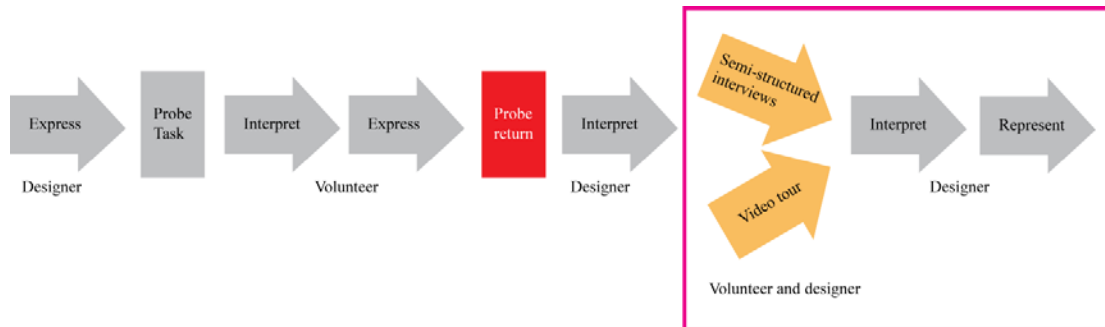 Express
Designer
Probe
Task
Interpret
Express
Volunteer
Probe
return
Interpret
Designer
Semi-structured
interviews
Video tour
Volunteer and designer
Interpret
Represent
Designer